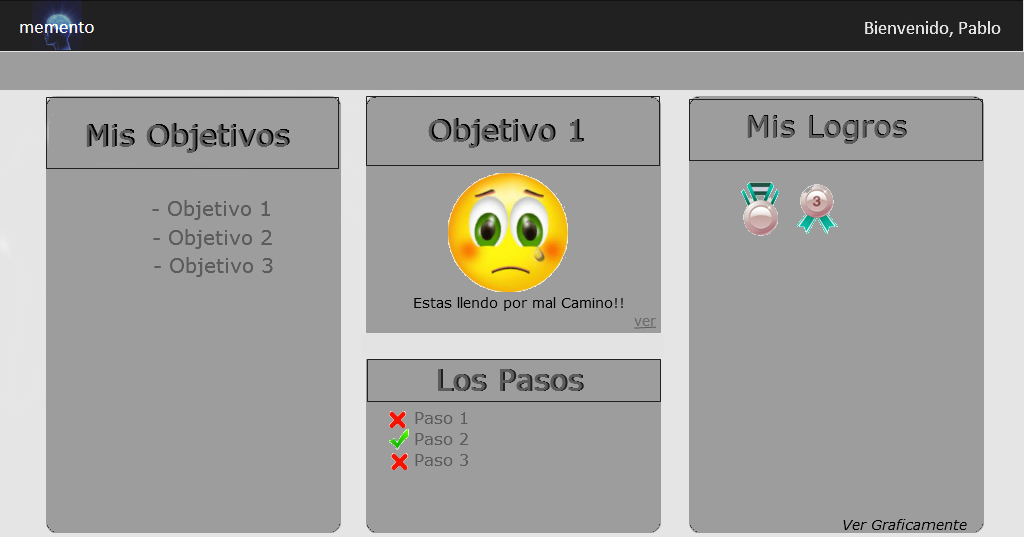 memento
Bienvenido, Pablo
Mis Objetivos
- Objetivo 1
- Objetivo 2
- Objetivo 3
Objetivo 1
Estas llendo por mal Camino!!
ver
Los Pasos
Paso 1
Paso 2
Paso 3
Mis Logros
3
Ver Graficamente